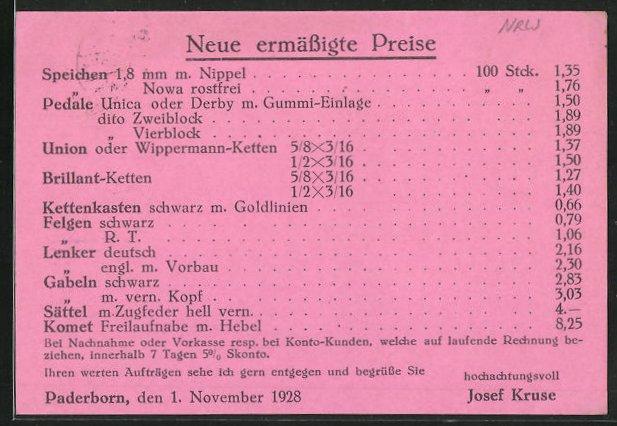 NRW
Neue ermäßigte Preise
Speichen 1,8 mm m. Nippel . . . 100 Stck. 1,35
„ Nowa rostfrei . . . „ „ 1,76
Pedale Unica oder Derby m. Gummi-Einlage . . . 1,50
dito Zweiblock . . . 1,89
„ Vierblock . . . 1,89
Union oder Wippermann-Ketten 5/8×3/16 . . . 1,37
1/2×3/16 . . . 1,50
Brillant-Ketten 5/8×3/16 . . . 1,27
1/2×3/16 . . . 1,40
Kettenkasten schwarz m. Goldlinien . . . 0,66
Felgen schwarz . . . 0,79
„ R. T. . . . 1,06
Lenker deutsch . . . 2,16
„ engl. m. Vorbau . . . 2,30
Gabeln schwarz . . . 2,83
„ m. vern. Kopf . . . 3,03
Sättel m.Zugfeder hell vern. . . . 4.—
Komet Freilaufnabe m. Hebel . . . 8,25
Bei Nachnahme oder Vorkasse resp. bei Konto-Kunden, welche auf laufende Rechnung be-
ziehen, innerhalb 7 Tagen 5% Skonto.
Ihren werten Aufträgen sehe ich gern entgegen und begrüße Sie
hochachtungsvoll
Paderborn, den 1. November 1928 Josef Kruse